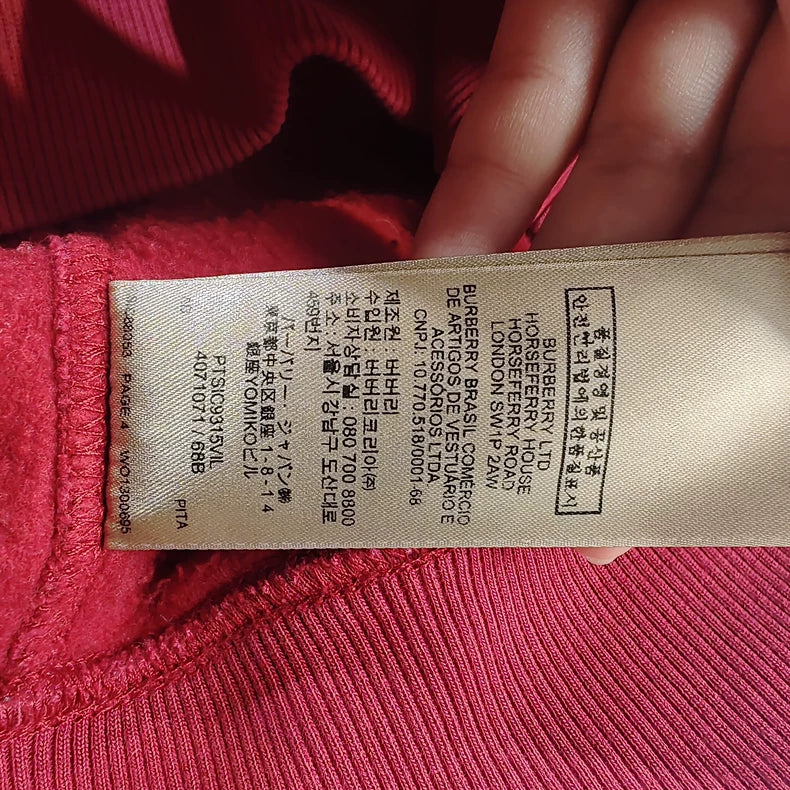 품질경영 및 공산품
안전관리법에의한품질표시
BURBERRY LTD
HORSEFERRY HOUSE
HORSEFERRY ROAD
LONDON SW1P 2AW
BURBERRY BRASIL COMERCIO
DE ARTIGOS DE VESTUÁRIO E
ACESSORIOS LTDA
CNPJ: 10.770.518/0001-68
제조원 : 버버리
수입원 : 버버리코리아㈜
소비자상담실 : 080 700 8800
주소 : 서울시 강남구 도산대로
459번지
バーバリー ジャパン㈱
東京都中央区銀座 1-8-14
銀座YOMIKOビル
PTSIC9315VIL
4071071 / 68B
PITA
PAGE 4 WO1300695